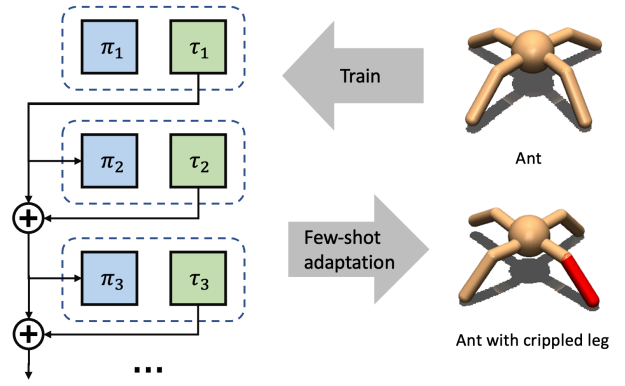 π₁ τ₁
Train
Ant
π₂ τ₂
+
Few-shot
adaptation
π₃ τ₃
Ant with crippled leg
+
...